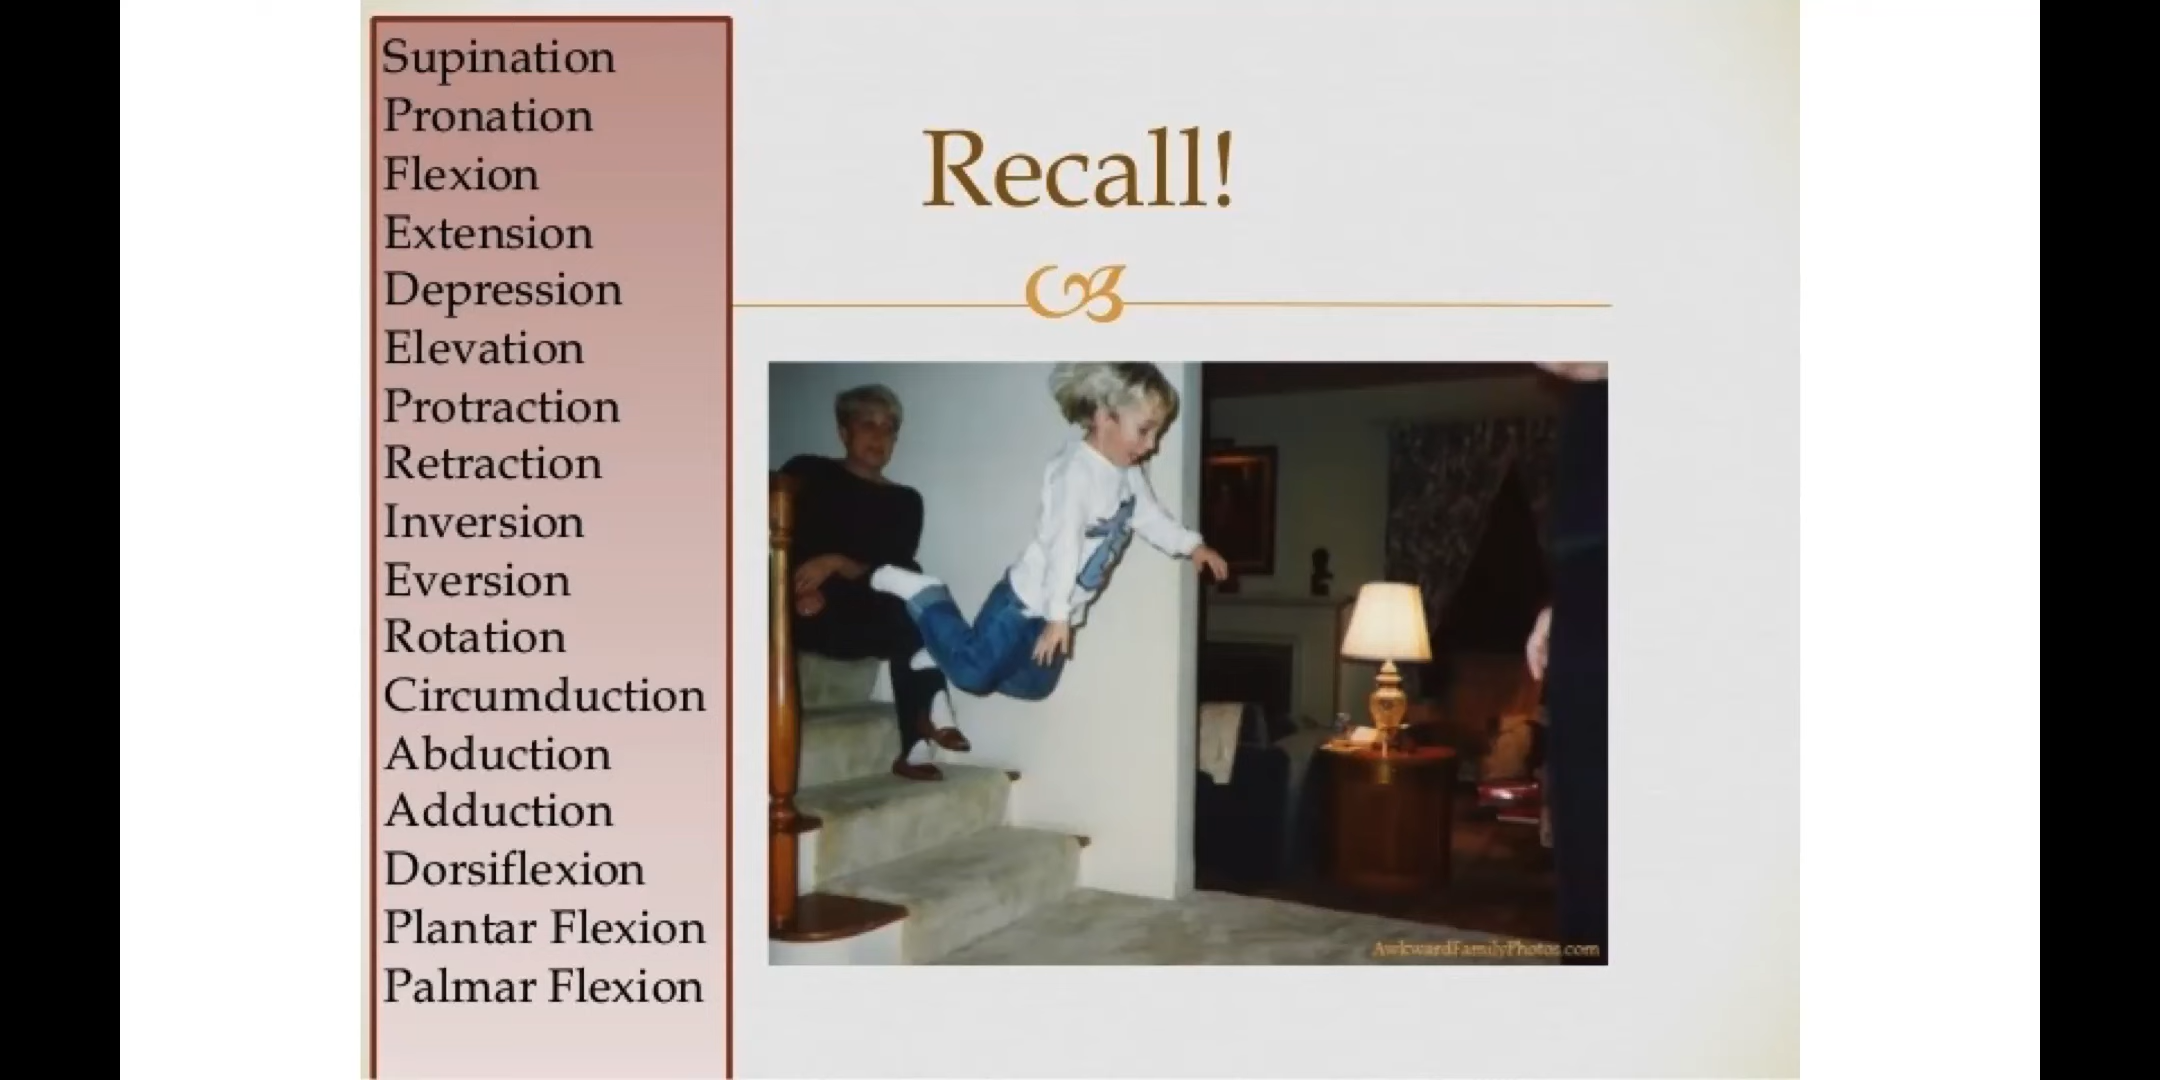 Supination
Pronation
Flexion
Extension
Depression
Elevation
Protraction
Retraction
Inversion
Eversion
Rotation
Circumduction
Abduction
Adduction
Dorsiflexion
Plantar Flexion
Palmar Flexion
Recall!
AwkwardFamilyPhotos.com